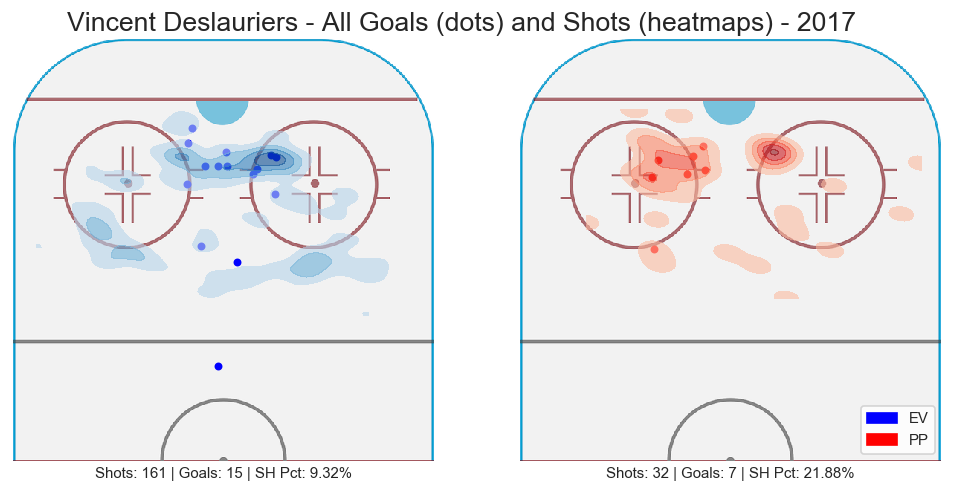 Vincent Deslauriers - All Goals (dots) and Shots (heatmaps) - 2017
EV
PP
Shots: 161 | Goals: 15 | SH Pct: 9.32%
Shots: 32 | Goals: 7 | SH Pct: 21.88%